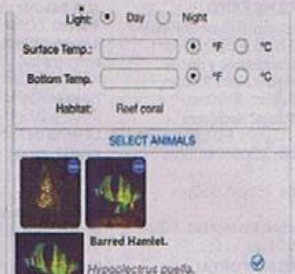 Light: Day Night
Surface Temp.: °F °C
Bottom Temp. °F °C
Habitat: Reef coral
SELECT ANIMALS
Barred Hamlet.
Hypoplectrus puella.